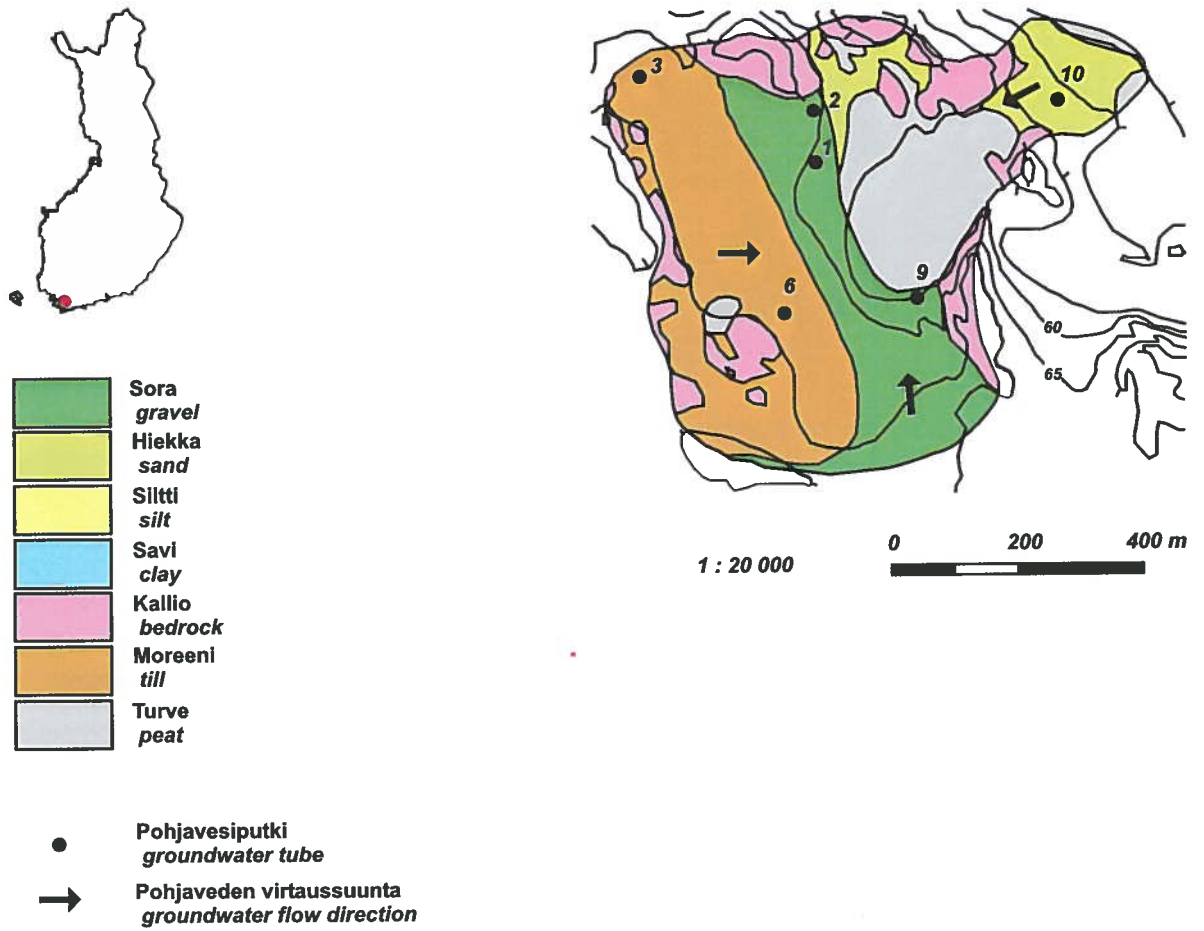 3
10
2
1
9
6
60
65
0 200 400 m
1 : 20 000
Sora
gravel
Hiekka
sand
Siltti
silt
Savi
clay
Kallio
bedrock
Moreeni
till
Turve
peat
Pohjavesiputki
groundwater tube
Pohjaveden virtaussuunta
groundwater flow direction